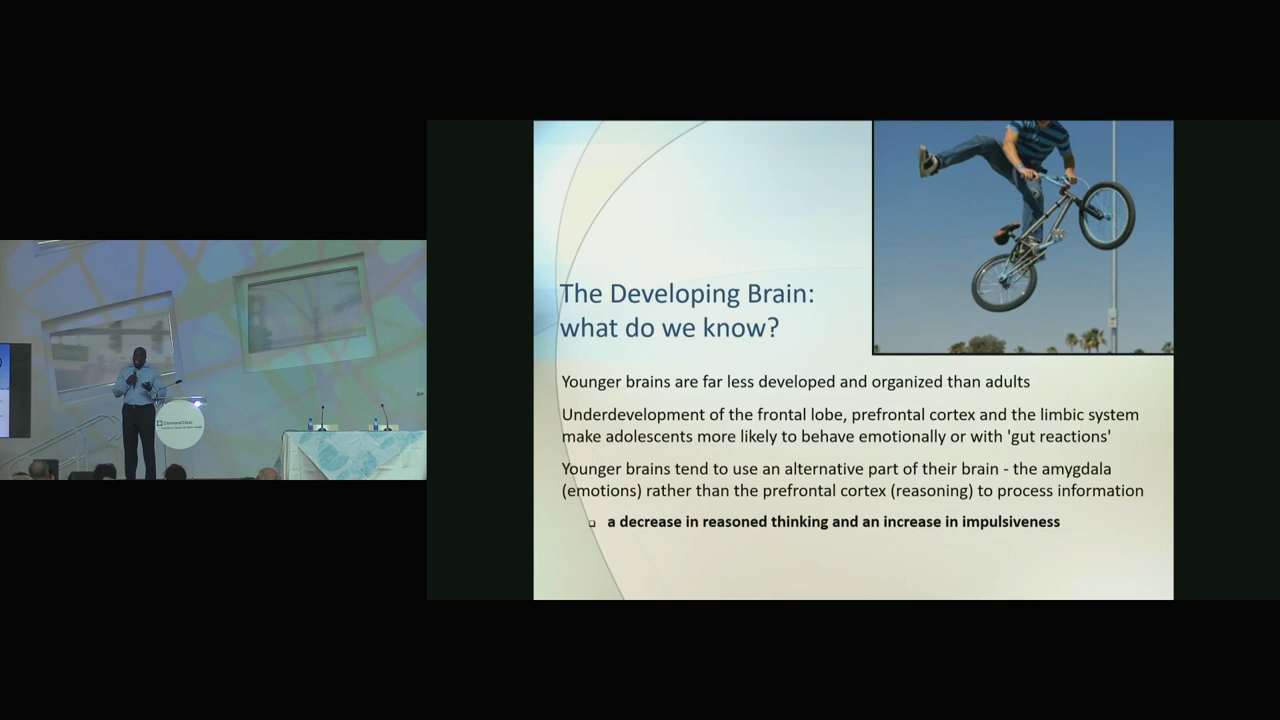 Cleveland Clinic
The Developing Brain:
what do we know?
Younger brains are far less developed and organized than adults
Underdevelopment of the frontal lobe, prefrontal cortex and the limbic system
make adolescents more likely to behave emotionally or with 'gut reactions'
Younger brains tend to use an alternative part of their brain - the amygdala
(emotions) rather than the prefrontal cortex (reasoning) to process information
a decrease in reasoned thinking and an increase in impulsiveness